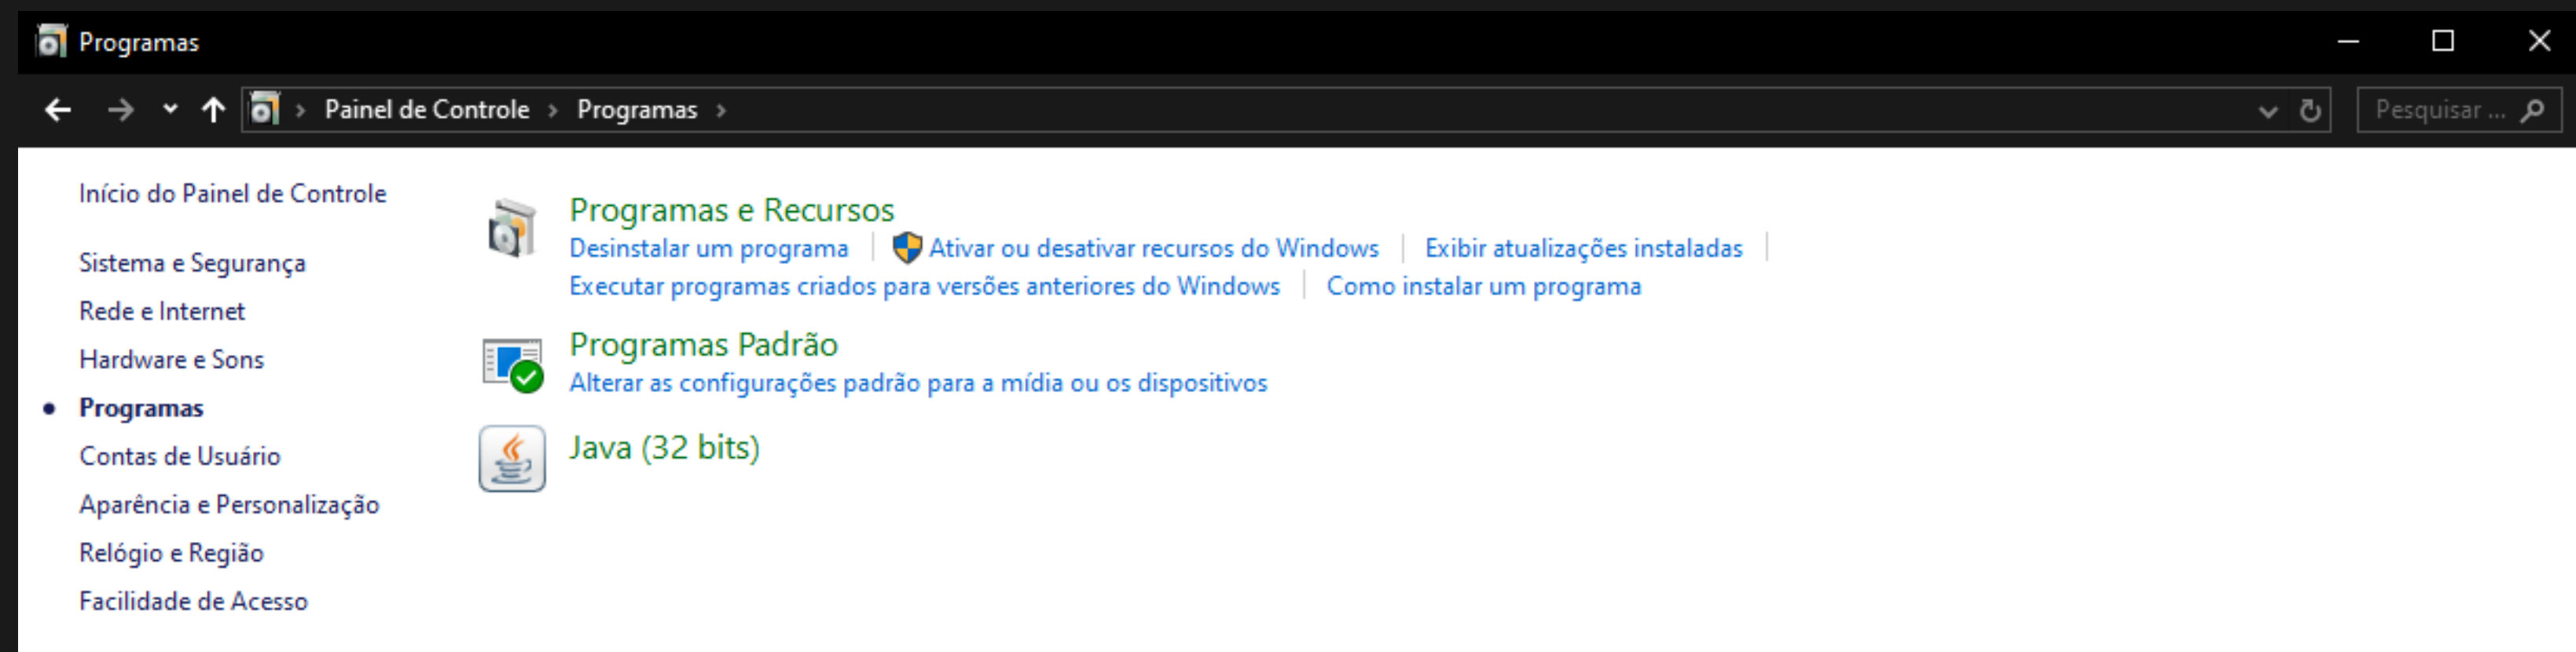 Programas
Painel de Controle > Programas >
Pesquisar ...
Início do Painel de Controle
Sistema e Segurança
Rede e Internet
Hardware e Sons
Programas
Contas de Usuário
Aparência e Personalização
Relógio e Região
Facilidade de Acesso
Programas e Recursos
Desinstalar um programa | Ativar ou desativar recursos do Windows | Exibir atualizações instaladas |
Executar programas criados para versões anteriores do Windows | Como instalar um programa
Programas Padrão
Alterar as configurações padrão para a mídia ou os dispositivos
Java (32 bits)